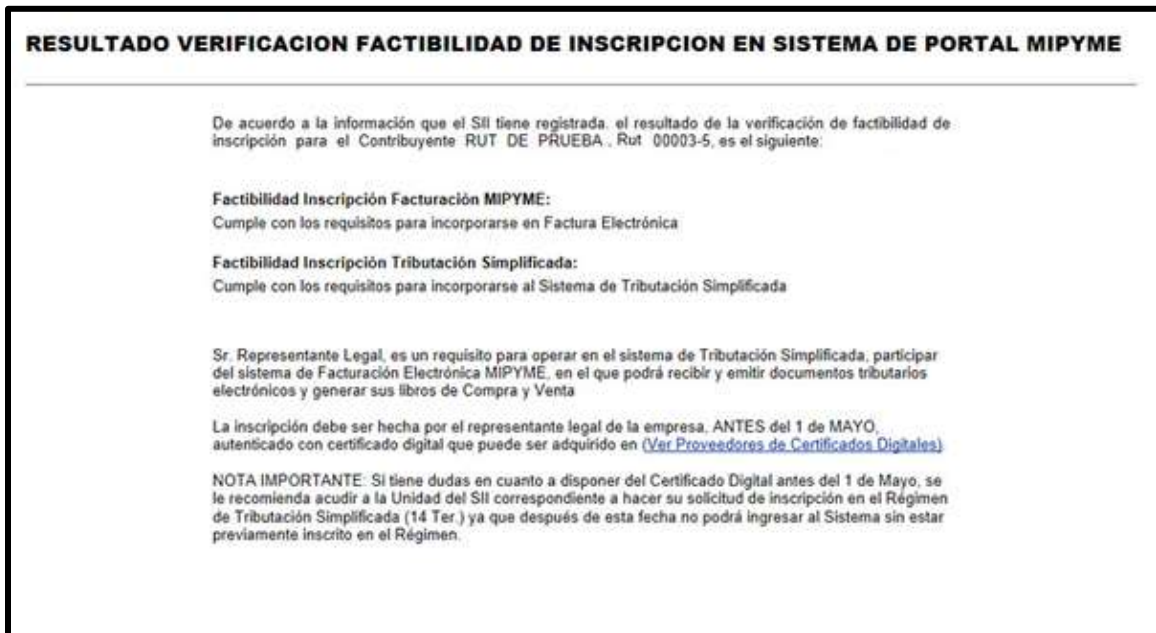 RESULTADO VERIFICACION FACTIBILIDAD DE INSCRIPCION EN SISTEMA DE PORTAL MIPYME
De acuerdo a la información que el SII tiene registrada. el resultado de la verificación de factibilidad de
inscripción para el Contribuyente RUT DE PRUEBA . Rut 00003-5, es el siguiente:
Factibilidad Inscripción Facturación MIPYME:
Cumple con los requisitos para incorporarse en Factura Electrónica
Factibilidad Inscripción Tributación Simplificada:
Cumple con los requisitos para incorporarse al Sistema de Tributación Simplificada
Sr. Representante Legal, es un requisito para operar en el sistema de Tributación Simplificada, participar
del sistema de Facturación Electrónica MIPYME, en el que podrá recibir y emitir documentos tributarios
electrónicos y generar sus libros de Compra y Venta
La inscripción debe ser hecha por el representante legal de la empresa, ANTES del 1 de MAYO,
autenticado con certificado digital que puede ser adquirido en (Ver Proveedores de Certificados Digitales)
NOTA IMPORTANTE: Si tiene dudas en cuanto a disponer del Certificado Digital antes del 1 de Mayo, se
le recomienda acudir a la Unidad del SII correspondiente a hacer su solicitud de inscripción en el Régimen
de Tributación Simplificada (14 Ter.) ya que después de esta fecha no podrá ingresar al Sistema sin estar
previamente inscrito en el Régimen.